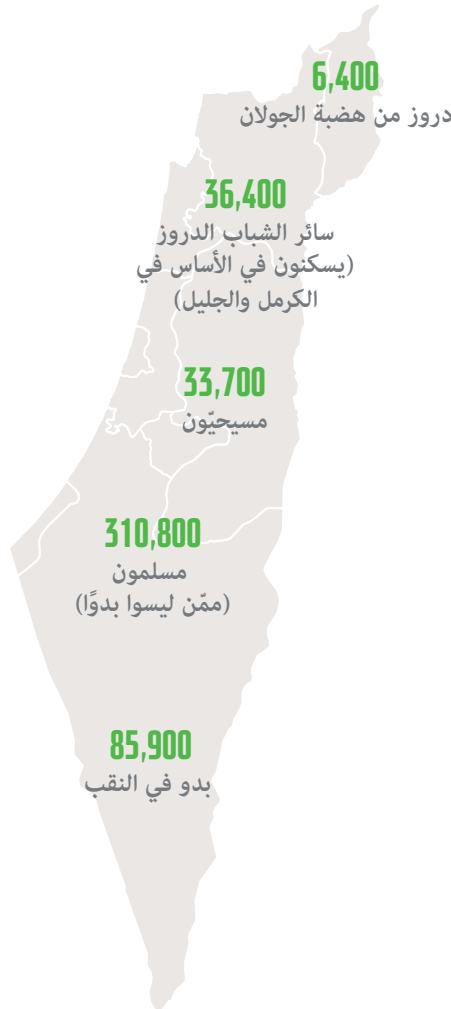 6,400
دروز من هضبة الجولان
36,400
سائر الشباب الدروز
(يسكنون في الأساس في
الكرمل والجليل)
33,700
مسيحيّون
310,800
مسلمون
(ممّن ليسوا بدوًا)
85,900
بدو في النقب